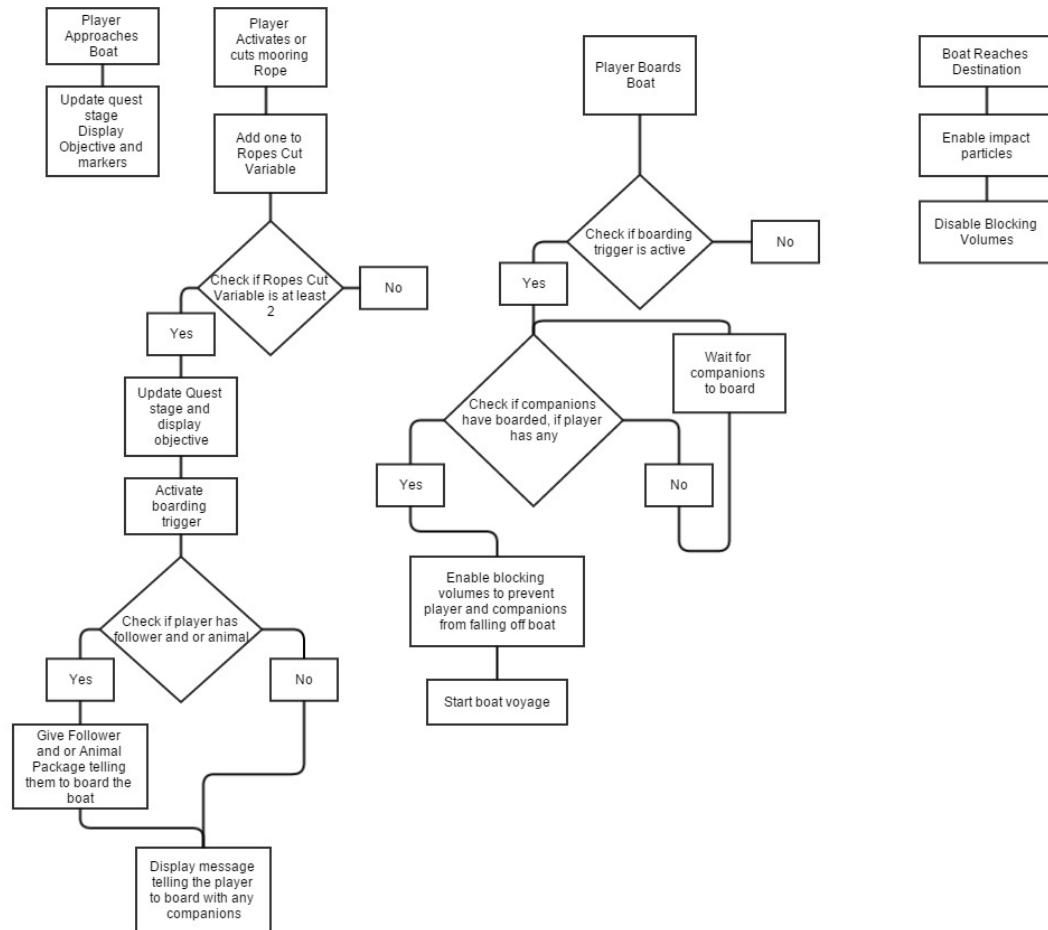 Player
Approaches
Boat
Update quest
stage
Display
Objective and
markers
Player
Activates or
cuts mooring
Rope
Add one to
Ropes Cut
Variable
Check if Ropes Cut
Variable is at least
2
No
Yes
Update Quest
stage and
display
objective
Activate
boarding
trigger
Check if player has
follower and or animal
Yes
No
Give Follower
and or Animal
Package telling
them to board the
boat
Display message
telling the player
to board with any
companions
Player Boards
Boat
Check if boarding
trigger is active
No
Yes
Wait for
companions
to board
Check if companions
have boarded, if player
has any
Yes
No
Enable blocking
volumes to prevent
player and companions
from falling off boat
Start boat voyage
Boat Reaches
Destination
Enable impact
particles
Disable Blocking
Volumes